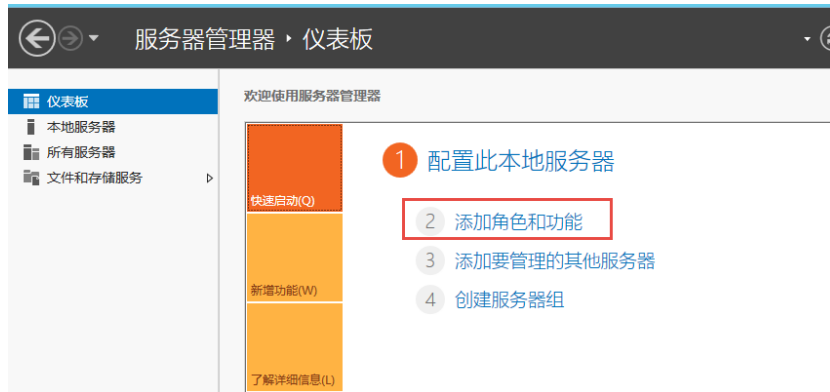 服务器管理器 · 仪表板
仪表板
本地服务器
所有服务器
文件和存储服务
欢迎使用服务器管理器
快速启动(Q)
新增功能(W)
了解详细信息(L)
1 配置此本地服务器
2 添加角色和功能
3 添加要管理的其他服务器
4 创建服务器组